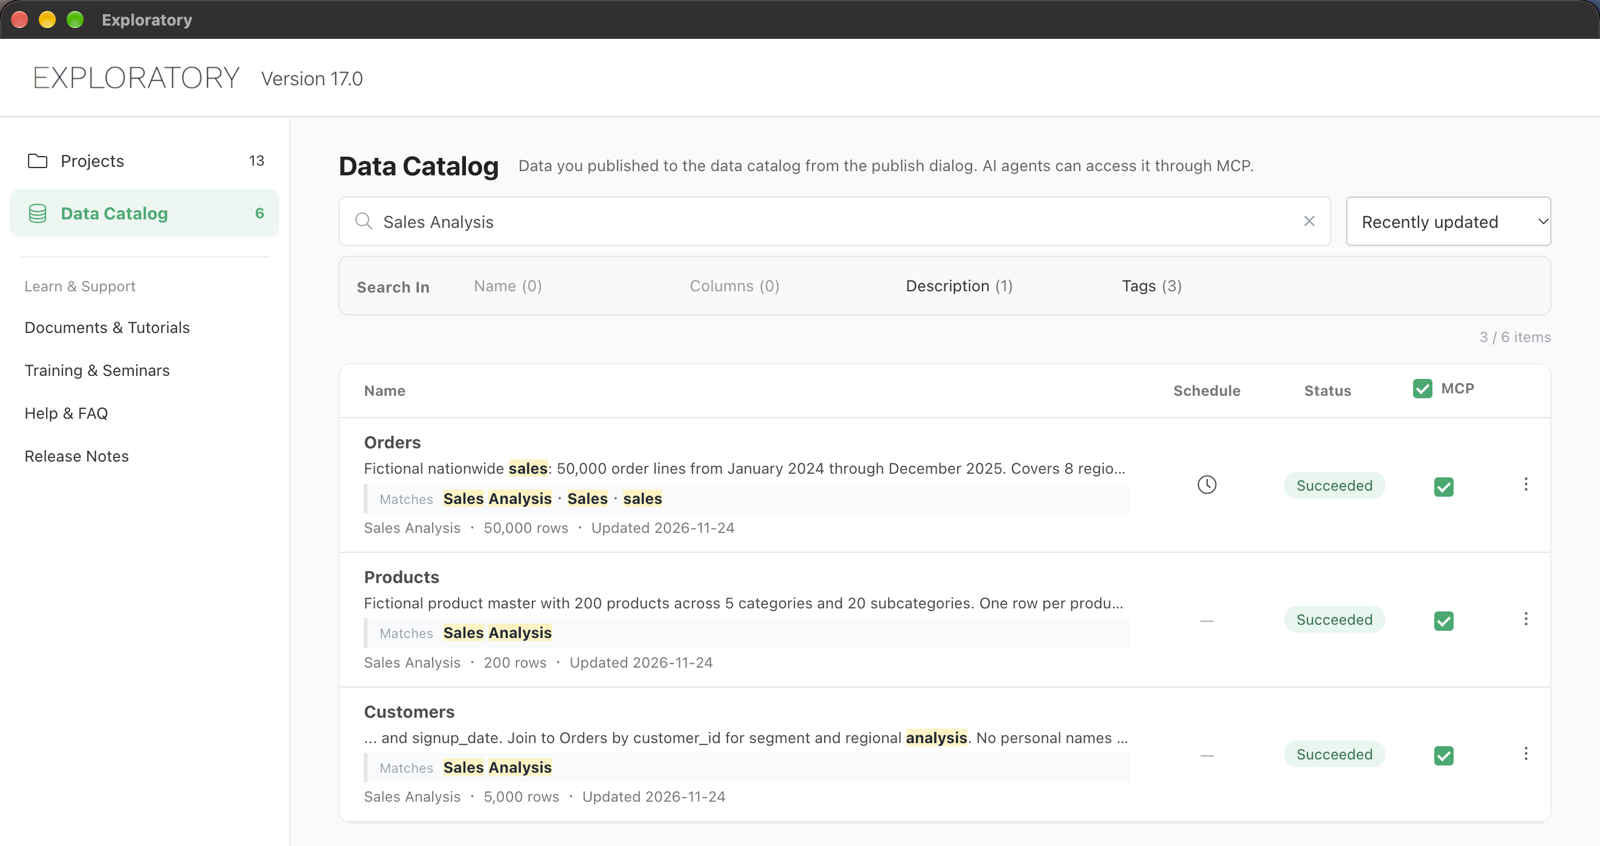 Exploratory
EXPLORATORY Version 17.0
Projects 13
Data Catalog 6
Learn & Support
Documents & Tutorials
Training & Seminars
Help & FAQ
Release Notes
Data Catalog Data you published to the data catalog from the publish dialog. AI agents can access it through MCP.
Sales Analysis
Recently updated
Search In Name (0) Columns (0) Description (1) Tags (3)
3 / 6 items
Name Schedule Status MCP
Orders
Fictional nationwide sales: 50,000 order lines from January 2024 through December 2025. Covers 8 regio...
Matches Sales Analysis · Sales · sales
Sales Analysis · 50,000 rows · Updated 2026-11-24
Succeeded
Products
Fictional product master with 200 products across 5 categories and 20 subcategories. One row per produ...
Matches Sales Analysis
Sales Analysis · 200 rows · Updated 2026-11-24
— Succeeded
Customers
... and signup_date. Join to Orders by customer_id for segment and regional analysis. No personal names ...
Matches Sales Analysis
Sales Analysis · 5,000 rows · Updated 2026-11-24
— Succeeded